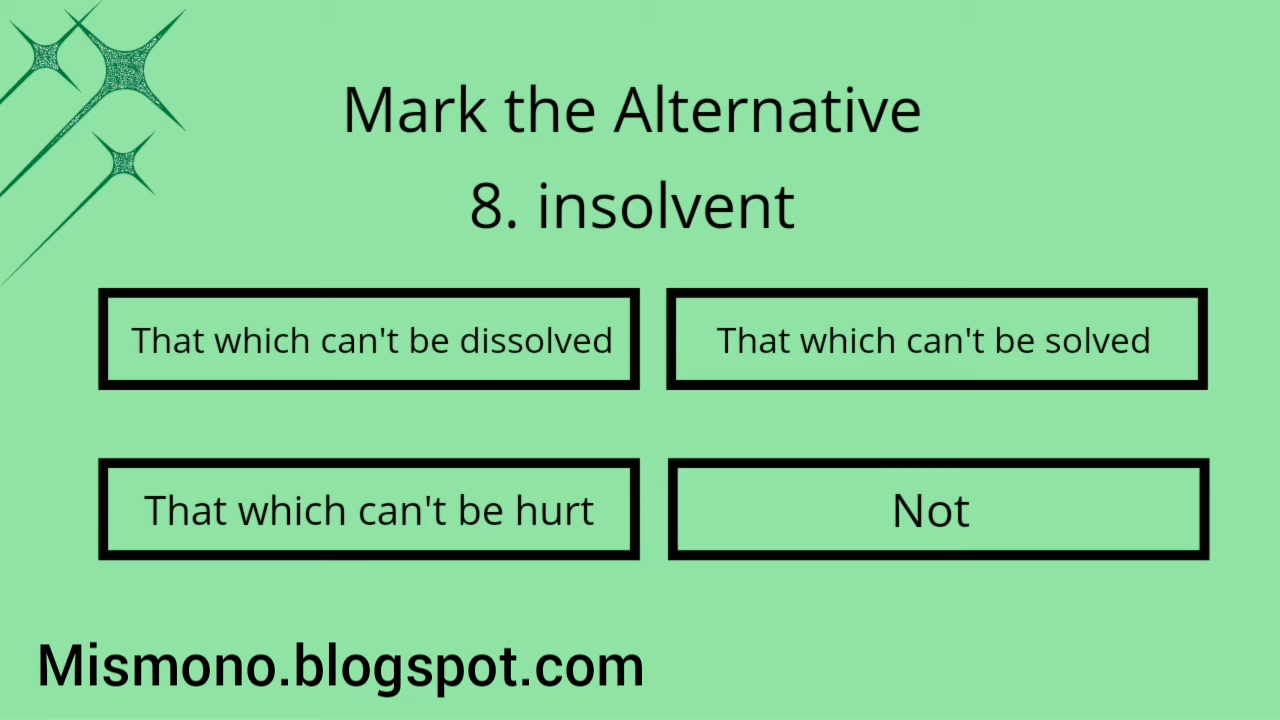 Mark the Alternative
8. insolvent
That which can't be dissolved
That which can't be solved
That which can't be hurt
Not
Mismono.blogspot.com